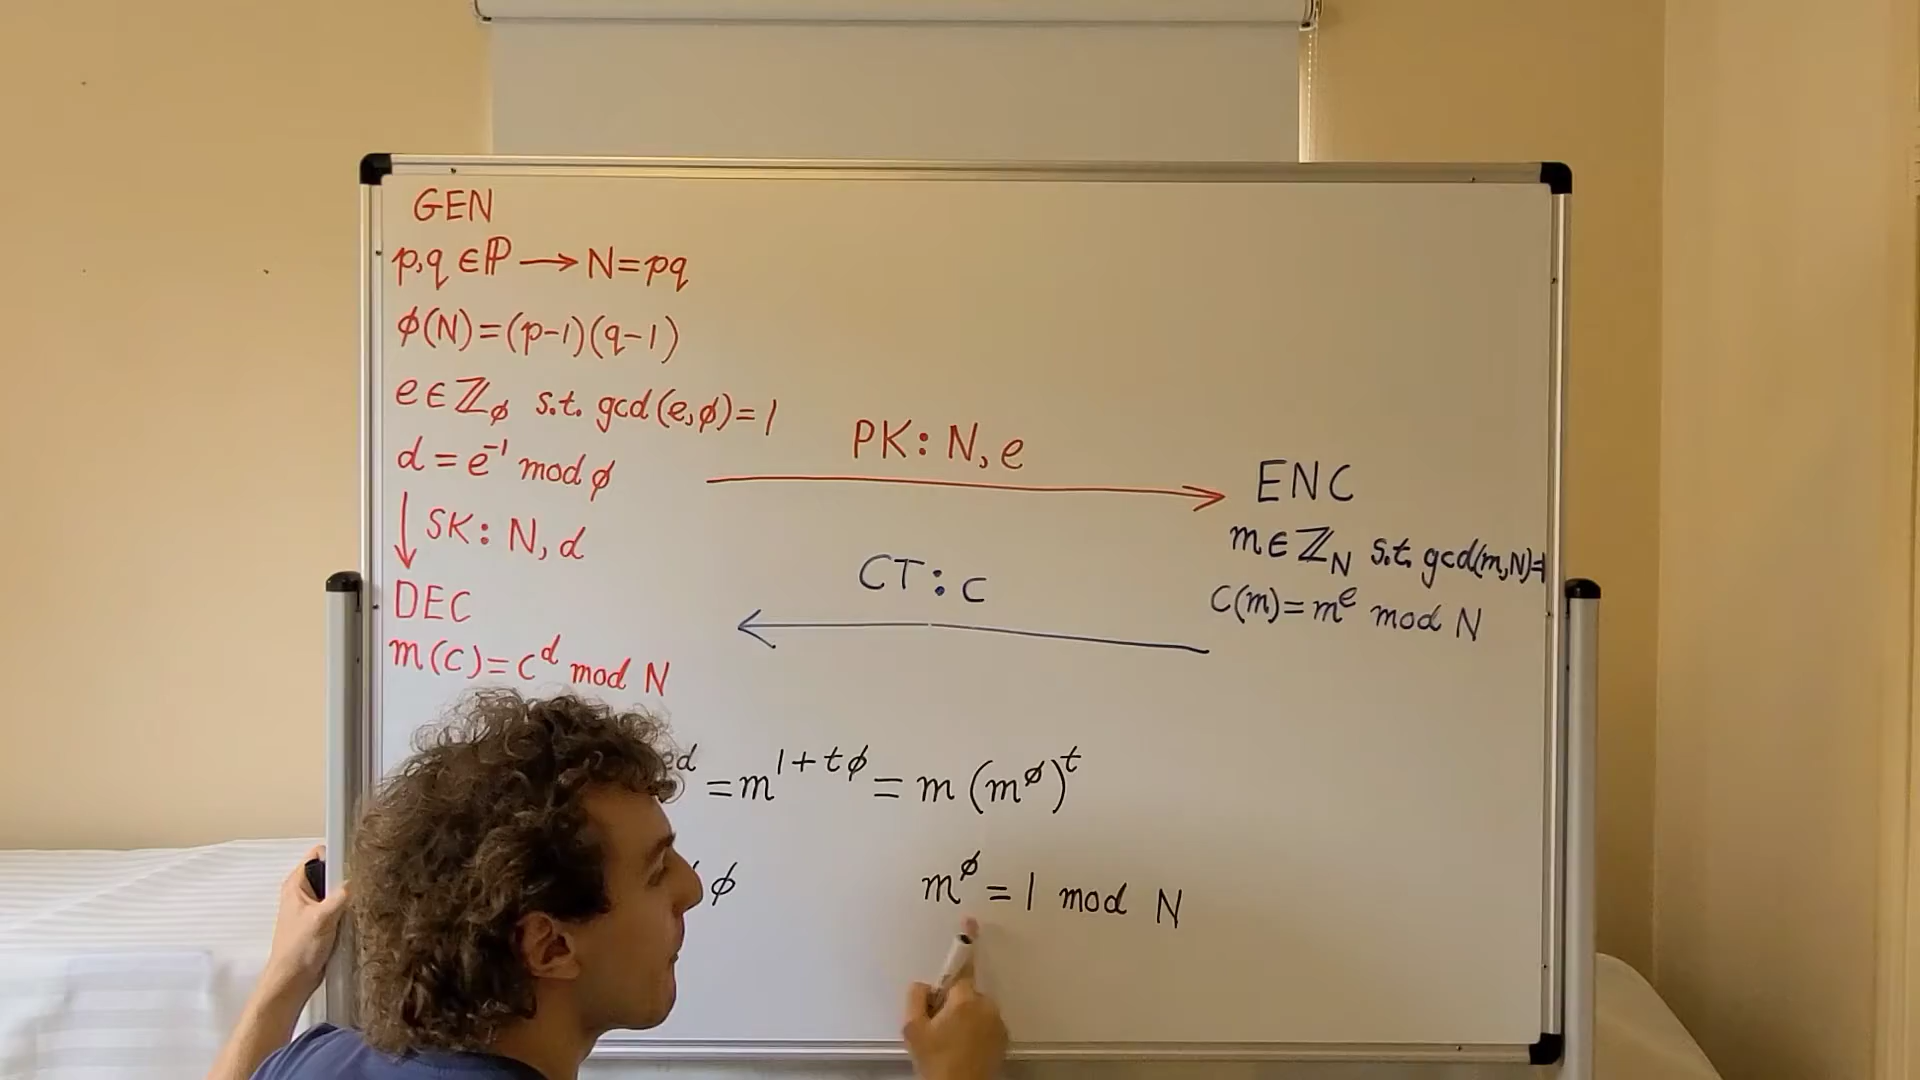 GEN
p,q ∈ ℙ → N=pq
ϕ(N)=(p-1)(q-1)
e ∈ ℤ_ϕ s.t. gcd(e,ϕ)=1
d = e^-1 mod ϕ
↓ SK: N, d
DEC
m(c)=c^d mod N
PK: N, e
CT: c
ENC
m ∈ ℤ_N s.t. gcd(m,N)=1
C(m)=m^e mod N
^ed = m^(1+tϕ) = m (m^ϕ)^t
ϕ
m^ϕ = 1 mod N